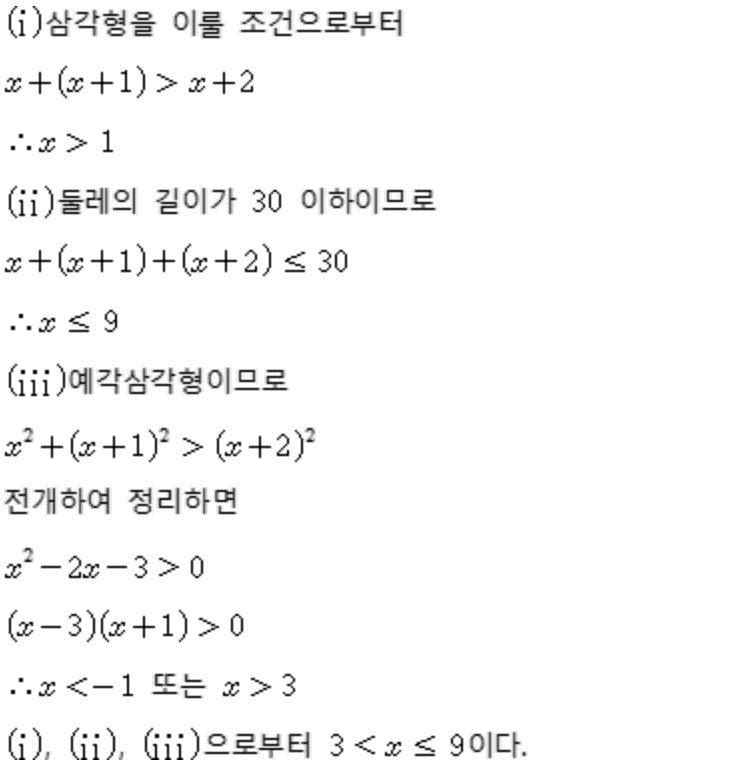 (i)삼각형을 이룰 조건으로부터
x+(x+1)> x+2
∴x > 1
(ii)둘레의 길이가 30 이하이므로
x+(x+1)+(x+2) ≤ 30
∴x ≤ 9
(iii)예각삼각형이므로
x²+(x+1)² > (x+2)²
전개하여 정리하면
x²−2x−3>0
(x−3)(x+1)>0
∴x <−1 또는 x > 3
(i), (ii), (iii)으로부터 3 < x ≤ 9이다.